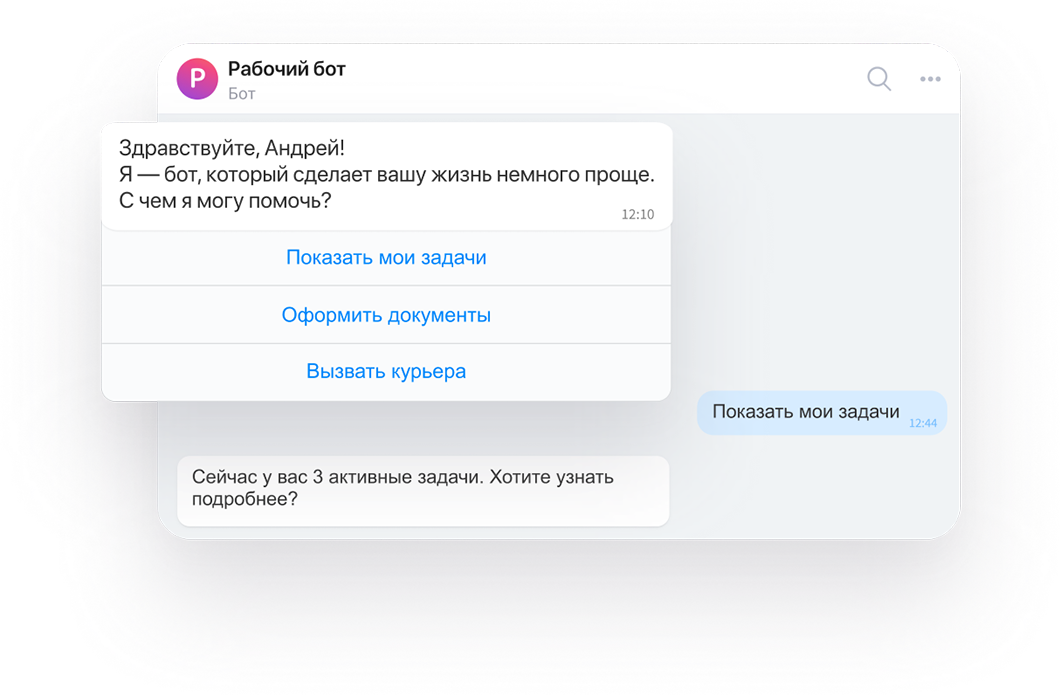 Р
Рабочий бот
Бот
Здравствуйте, Андрей!
Я — бот, который сделает вашу жизнь немного проще.
С чем я могу помочь?
12:10
Показать мои задачи
Оформить документы
Вызвать курьера
Показать мои задачи
12:44
Сейчас у вас 3 активные задачи. Хотите узнать
подробнее?